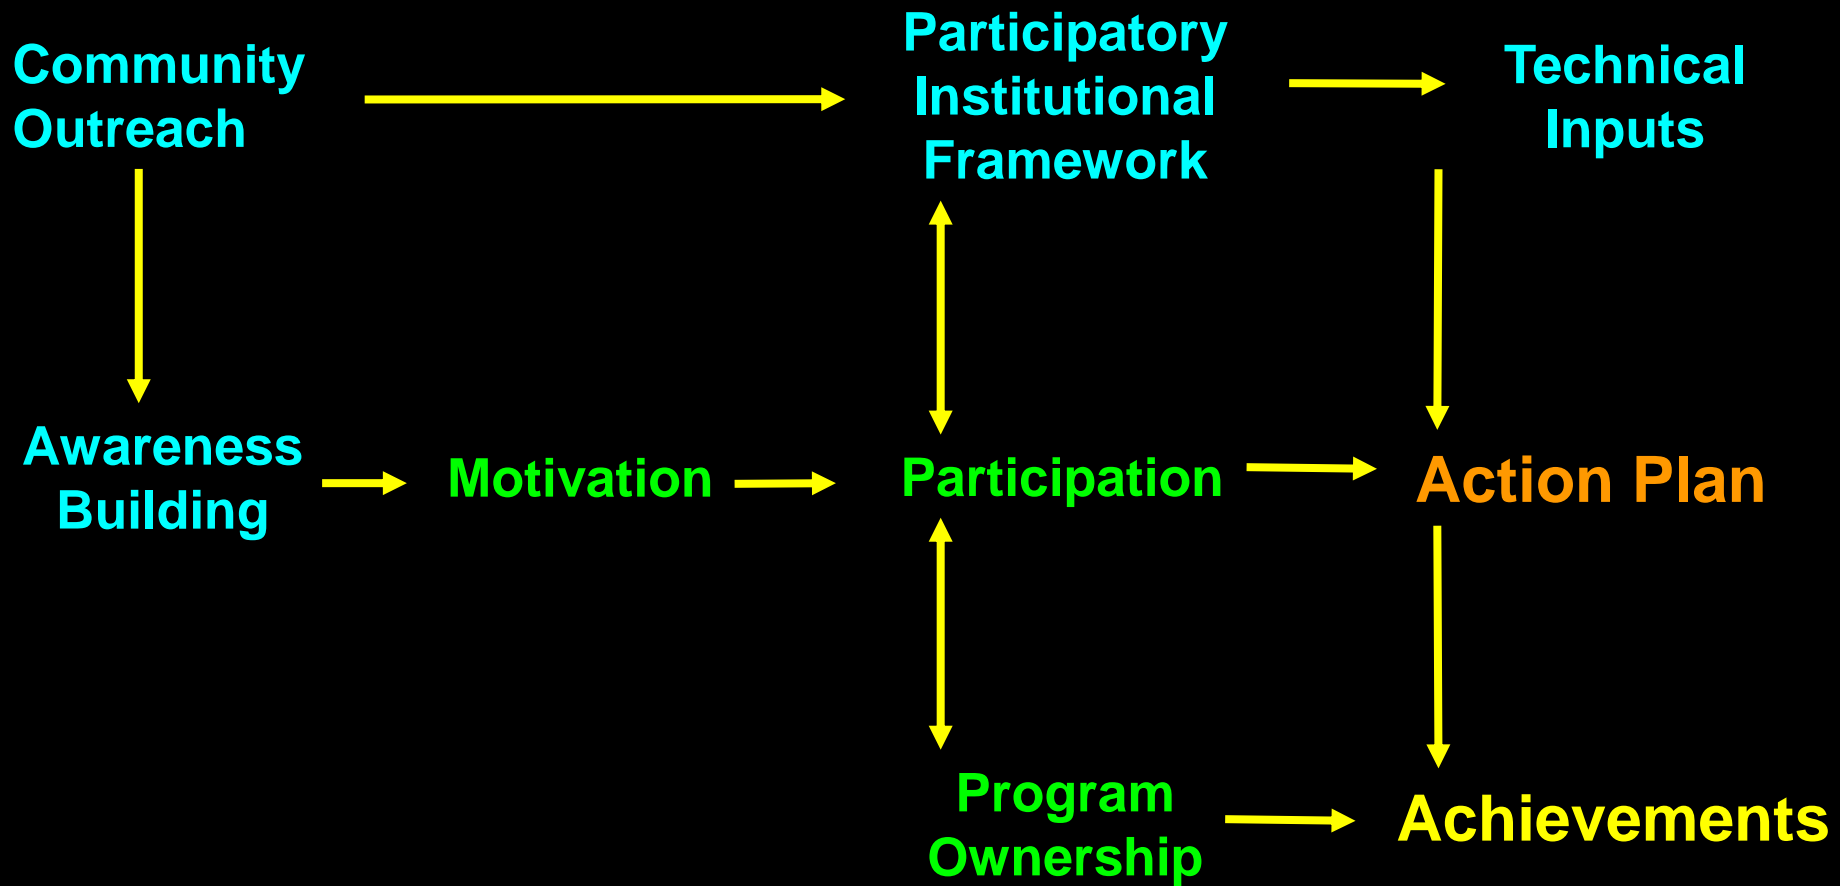 Community
Outreach
Participatory
Institutional
Framework
Technical
Inputs
Awareness
Building
Motivation
Participation
Action Plan
Program
Ownership
Achievements